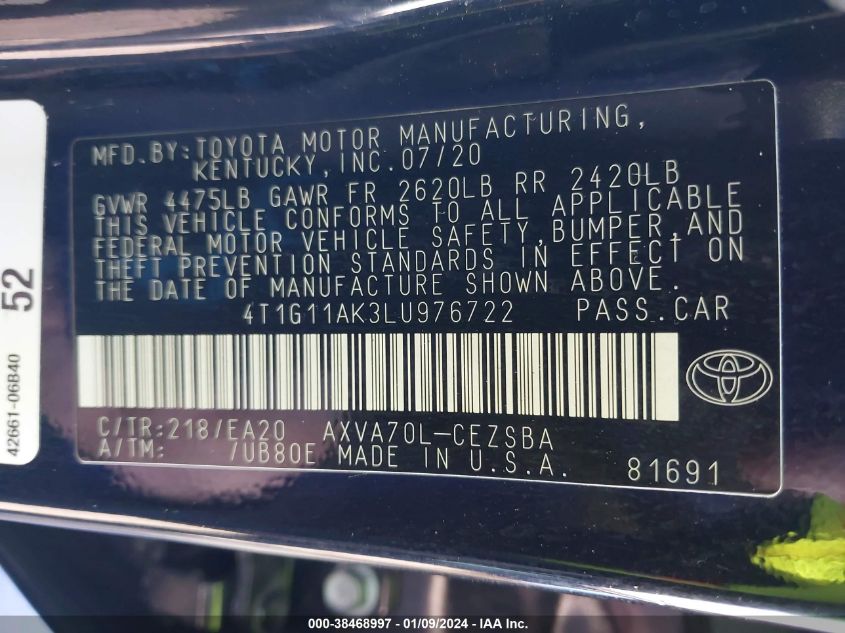 MFD.BY:TOYOTA MOTOR MANUFACTURING,
KENTUCKY,INC.07/20
GVWR 4475LB GAWR FR 2620LB RR 2420LB
THIS VEHICLE CONFORMS TO ALL APPLICABLE
FEDERAL MOTOR VEHICLE SAFETY,BUMPER,AND
THEFT PREVENTION STANDARDS IN EFFECT ON
THE DATE OF MANUFACTURE SHOWN ABOVE.
4T1G11AK3LU976722 PASS.CAR
C/TR:218/EA20 AXVA70L-CEZSBA
A/TM: /UB80E MADE IN U.S.A. 81691
52
42661-06B40
000-38468997 - 01/09/2024 - IAA Inc.